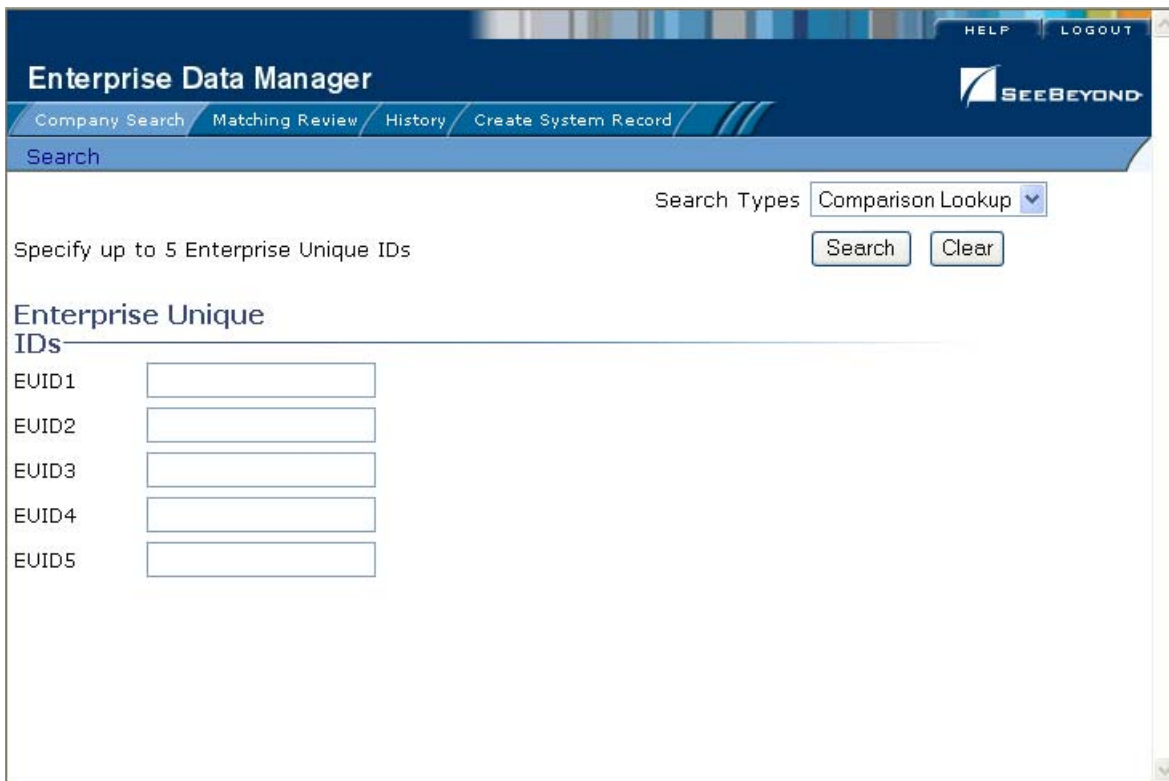 HELP LOGOUT
Enterprise Data Manager
SEEBEYOND
Company Search Matching Review History Create System Record
Search
Search Types Comparison Lookup
Specify up to 5 Enterprise Unique IDs Search Clear
Enterprise Unique
IDs
EUID1
EUID2
EUID3
EUID4
EUID5